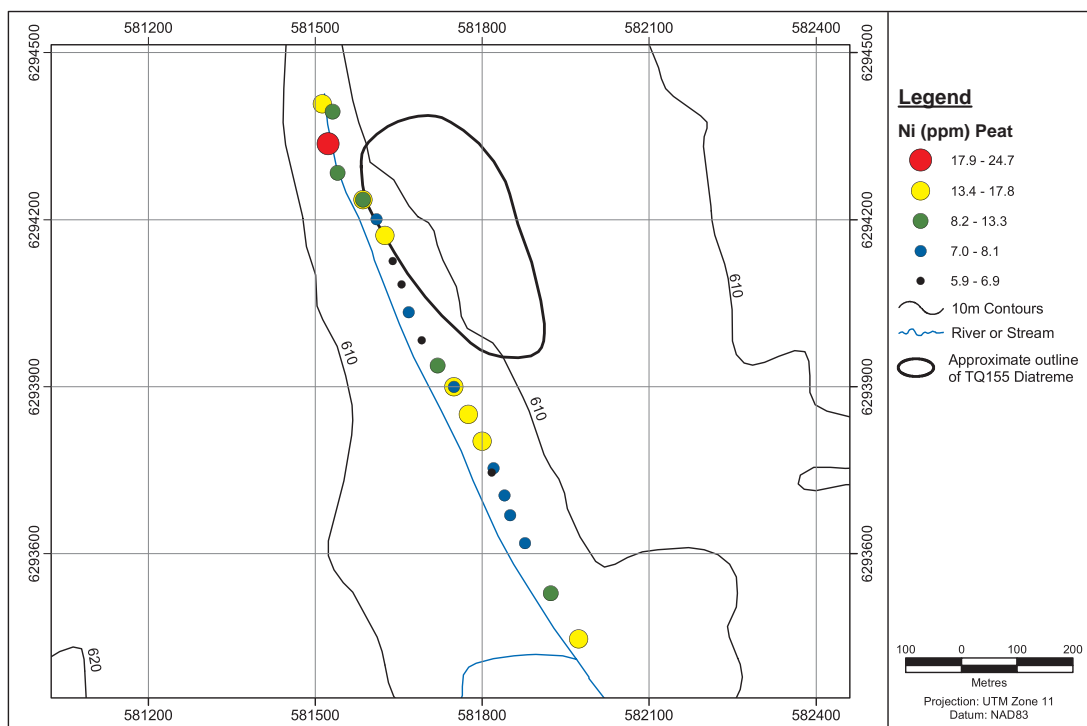 581200 581500 581800 582100 582400
6294500 6294500
6294200 6294200
6293900 6293900
6293600 6293600
610
610
610
620
581200 581500 581800 582100 582400
Legend
Ni (ppm) Peat
17.9 - 24.7
13.4 - 17.8
8.2 - 13.3
7.0 - 8.1
5.9 - 6.9
10m Contours
River or Stream
Approximate outline
of TQ155 Diatreme
100 0 100 200
Metres
Projection: UTM Zone 11
Datum: NAD83